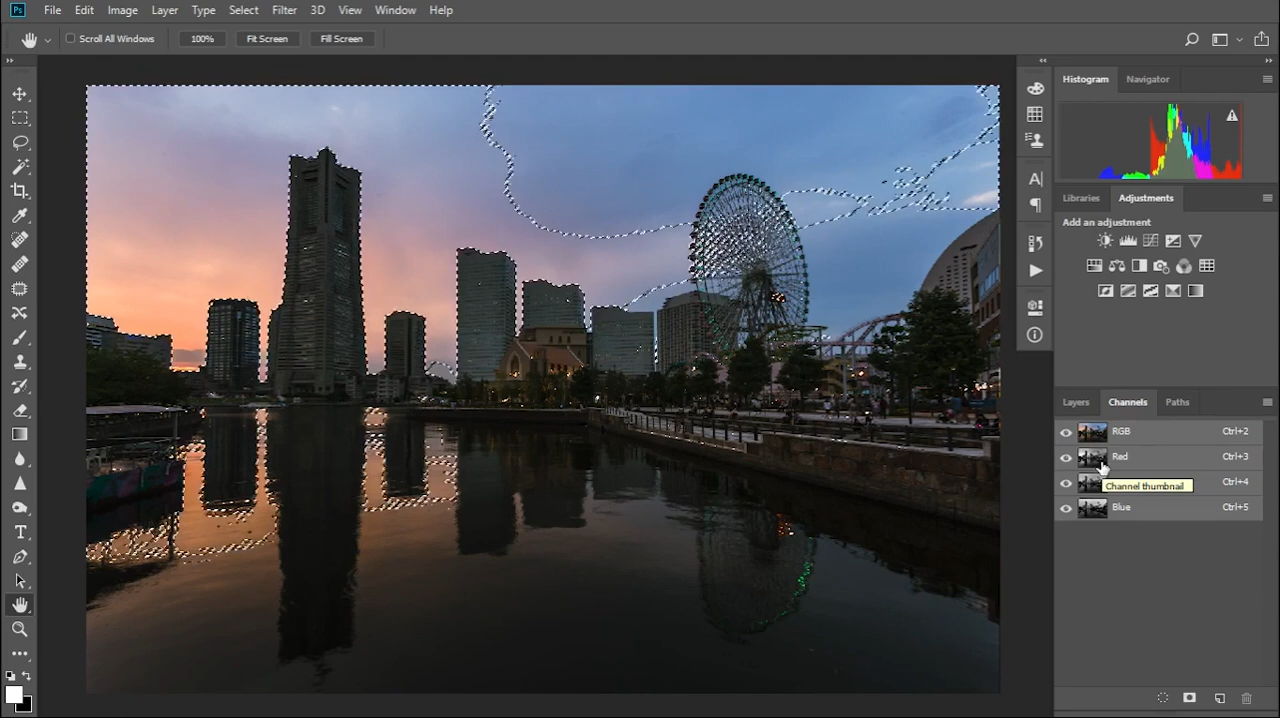 Ps File Edit Image Layer Type Select Filter 3D View Window Help
Scroll All Windows 100% Fit Screen Fill Screen
Histogram Navigator
Libraries Adjustments
Add an adjustment
Layers Channels Paths
RGB Ctrl+2
Red Ctrl+3
Ctrl+4
Channel thumbnail
Blue Ctrl+5